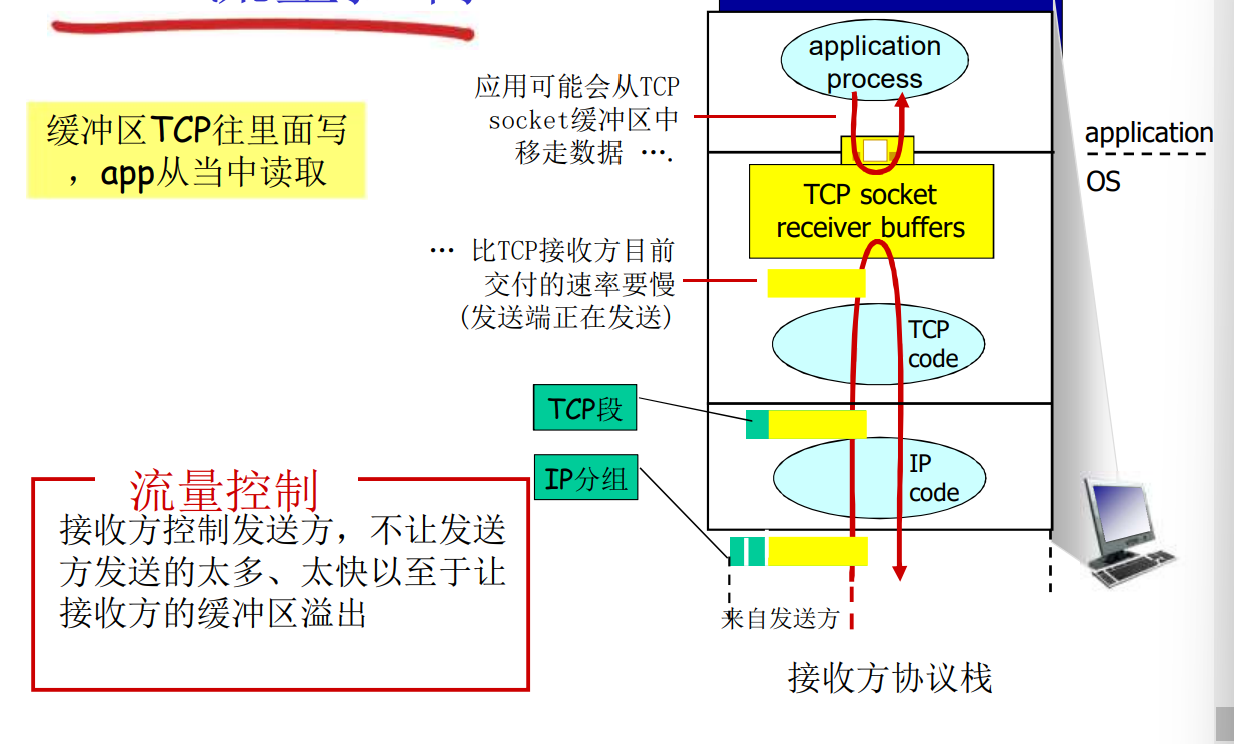 缓冲区TCP往里面写
，app从当中读取
应用可能会从TCP
socket缓冲区中
移走数据 ….
… 比TCP接收方目前
交付的速率要慢
(发送端正在发送)
application
process
TCP socket
receiver buffers
TCP
code
IP
code
application
OS
TCP段
IP分组
来自发送方
接收方协议栈
流量控制
接收方控制发送方，不让发送
方发送的太多、太快以至于让
接收方的缓冲区溢出